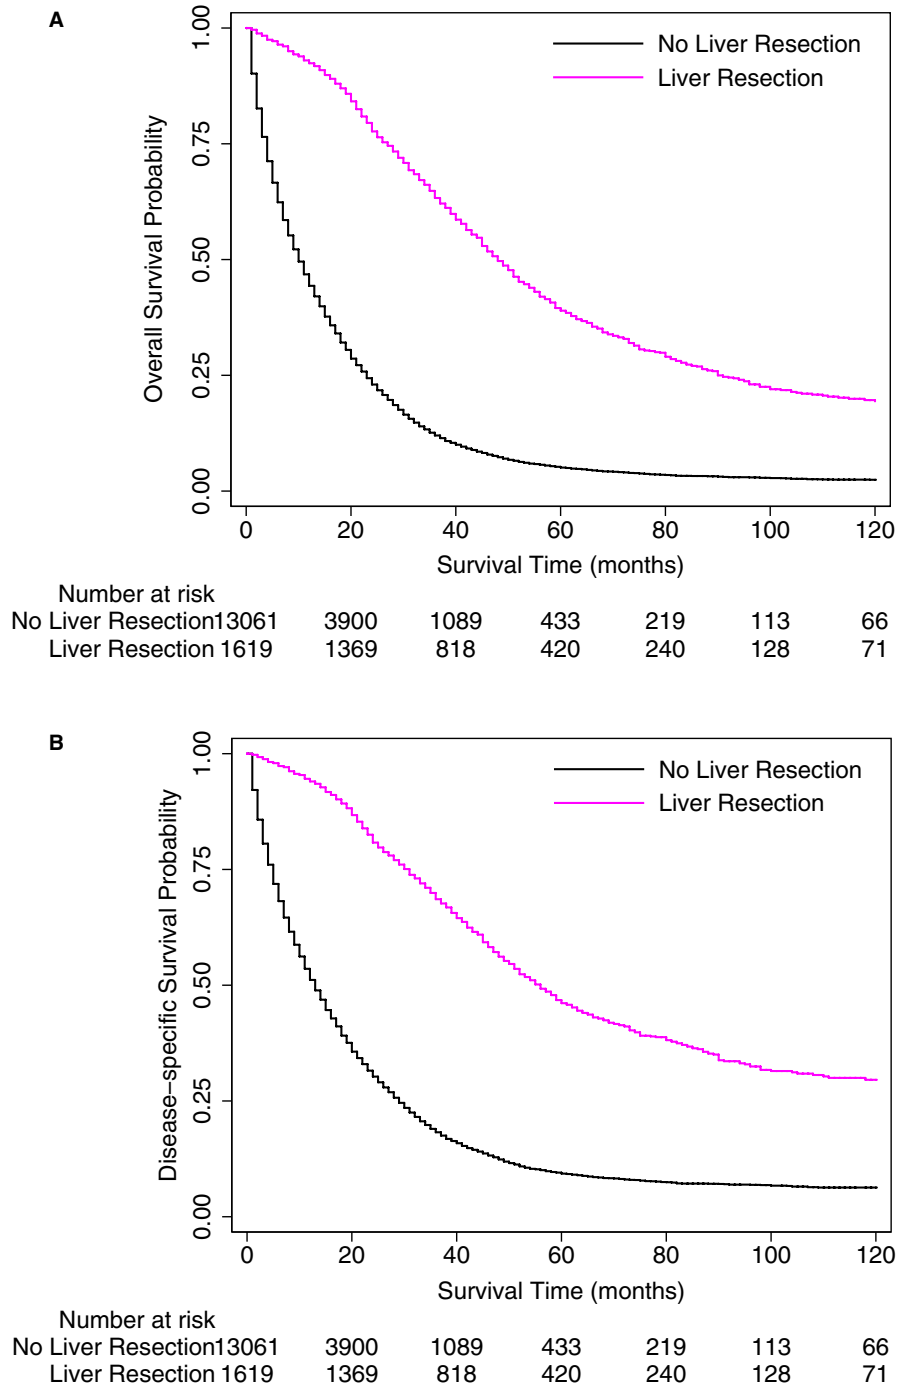 A
Overall Survival Probability
1.00
0.75
0.50
0.25
0.00
No Liver Resection
Liver Resection
0 20 40 60 80 100 120
Survival Time (months)
Number at risk
No Liver Resection 13061 3900 1089 433 219 113 66
Liver Resection 1619 1369 818 420 240 128 71
B
Disease-specific Survival Probability
1.00
0.75
0.50
0.25
0.00
No Liver Resection
Liver Resection
0 20 40 60 80 100 120
Survival Time (months)
Number at risk
No Liver Resection 13061 3900 1089 433 219 113 66
Liver Resection 1619 1369 818 420 240 128 71